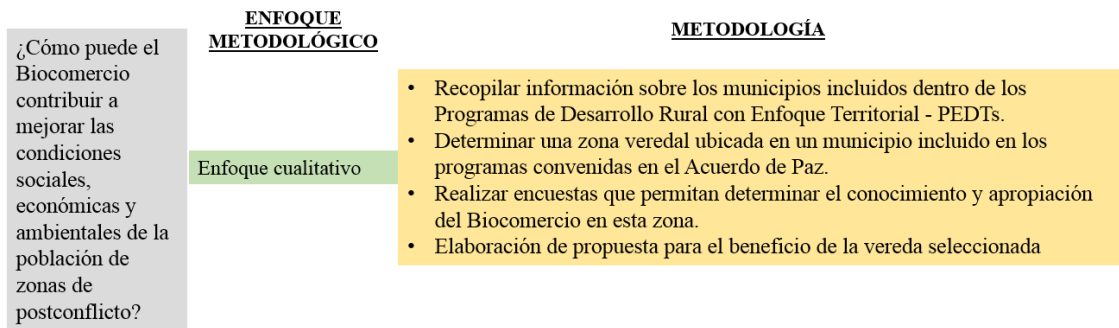 ENFOQUE
METODOLÓGICO
METODOLOGÍA
¿Cómo puede el
Biocomercio
contribuir a
mejorar las
condiciones
sociales,
económicas y
ambientales de la
población de
zonas de
postconflicto?
Enfoque cualitativo
• Recopilar información sobre los municipios incluidos dentro de los
Programas de Desarrollo Rural con Enfoque Territorial - PEDTs.
• Determinar una zona veredal ubicada en un municipio incluido en los
programas convenidas en el Acuerdo de Paz.
• Realizar encuestas que permitan determinar el conocimiento y apropiación
del Biocomercio en esta zona.
• Elaboración de propuesta para el beneficio de la vereda seleccionada